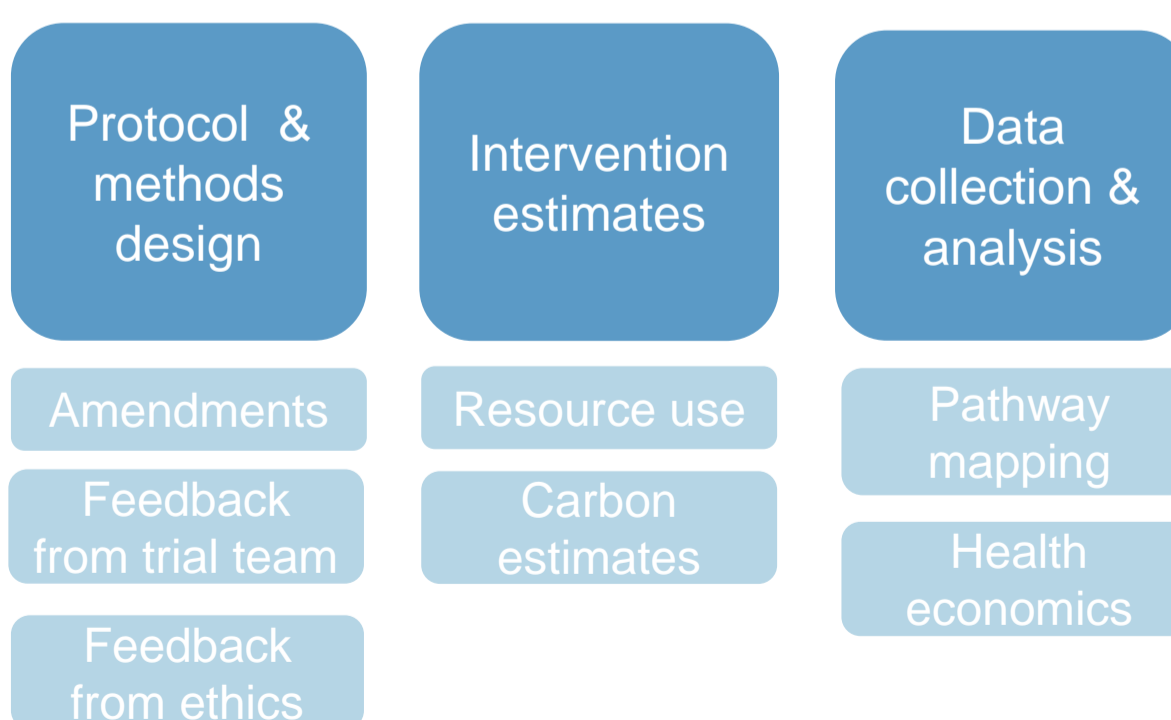 Protocol &
methods
design
Amendments
Feedback
from trial team
Feedback
from ethics
Intervention
estimates
Resource use
Carbon
estimates
Data
collection &
analysis
Pathway
mapping
Health
economics